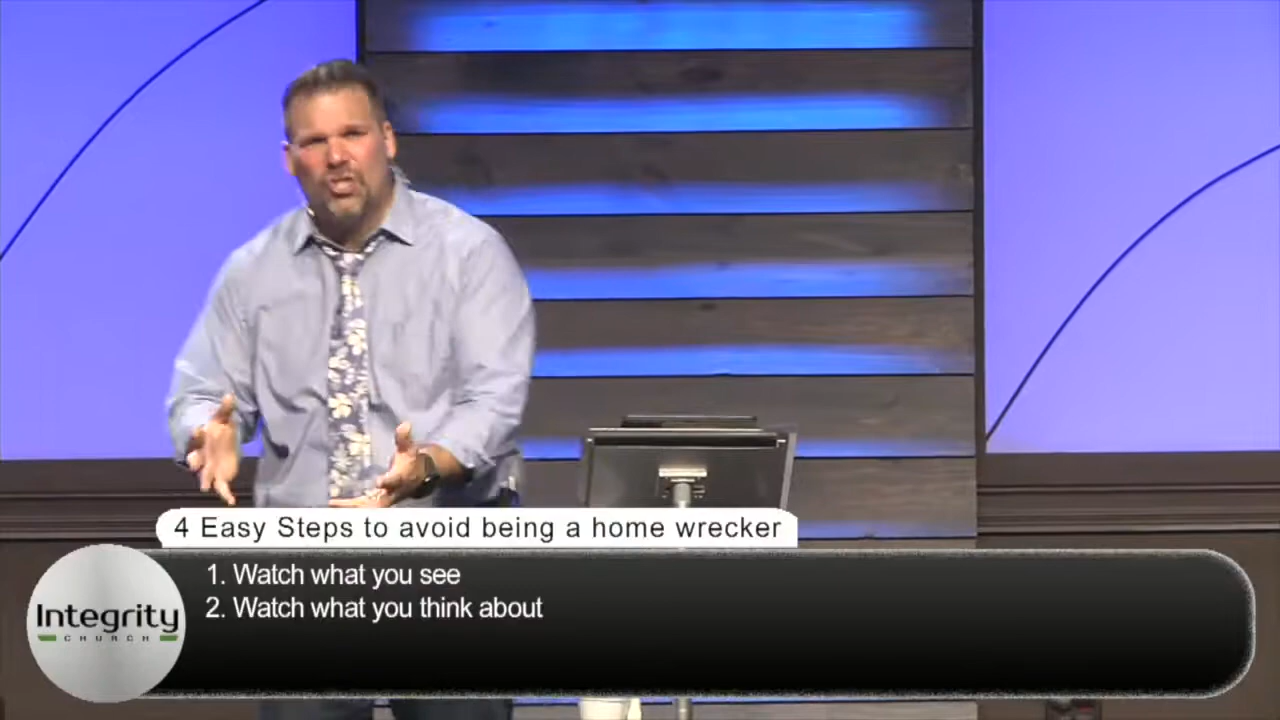 4 Easy Steps to avoid being a home wrecker
1. Watch what you see
2. Watch what you think about
Integrity
CHURCH